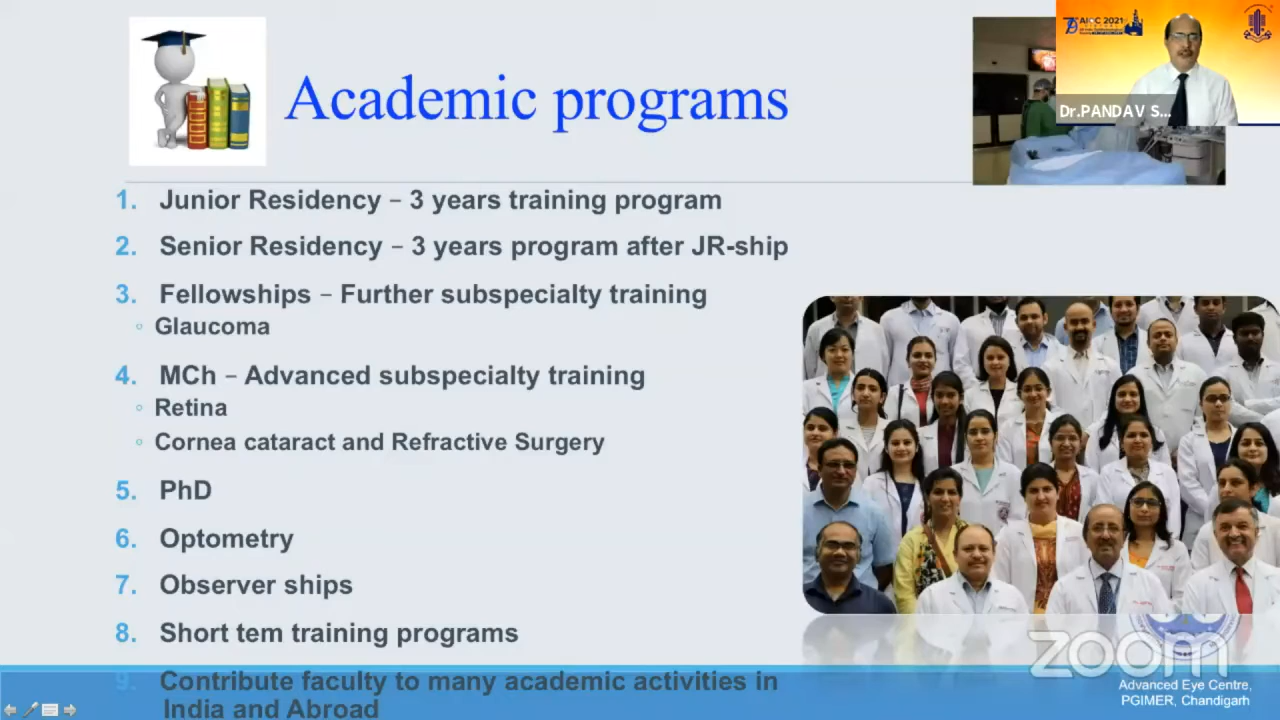 Academic programs
AIOC 2021
Dr.PANDAV S...
1. Junior Residency – 3 years training program
2. Senior Residency – 3 years program after JR-ship
3. Fellowships – Further subspecialty training
◦ Glaucoma
4. MCh – Advanced subspecialty training
◦ Retina
◦ Cornea cataract and Refractive Surgery
5. PhD
6. Optometry
7. Observer ships
8. Short tem training programs
9. Contribute faculty to many academic activities in
India and Abroad
zoom
Advanced Eye Centre,
PGIMER, Chandigarh